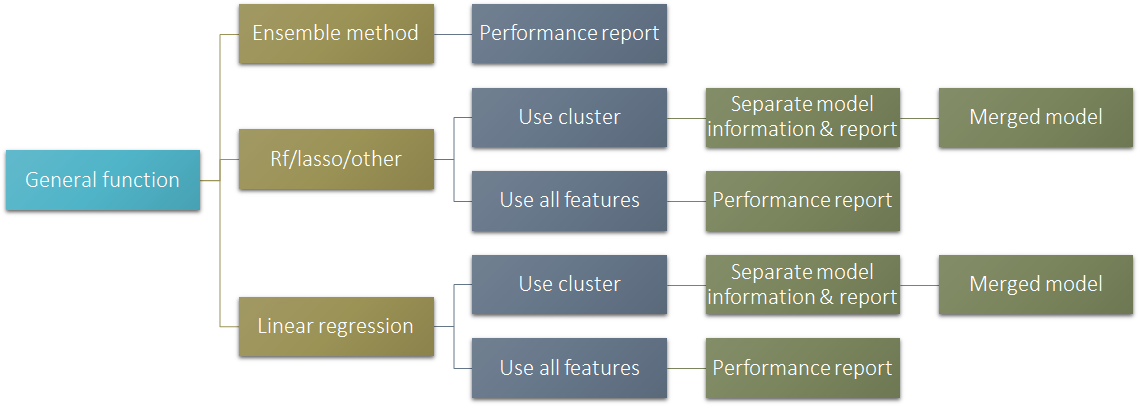 Ensemble method
Performance report
Use cluster
Separate model
information & report
Merged model
Rf/lasso/other
General function
Use all features
Performance report
Use cluster
Separate model
information & report
Merged model
Linear regression
Use all features
Performance report